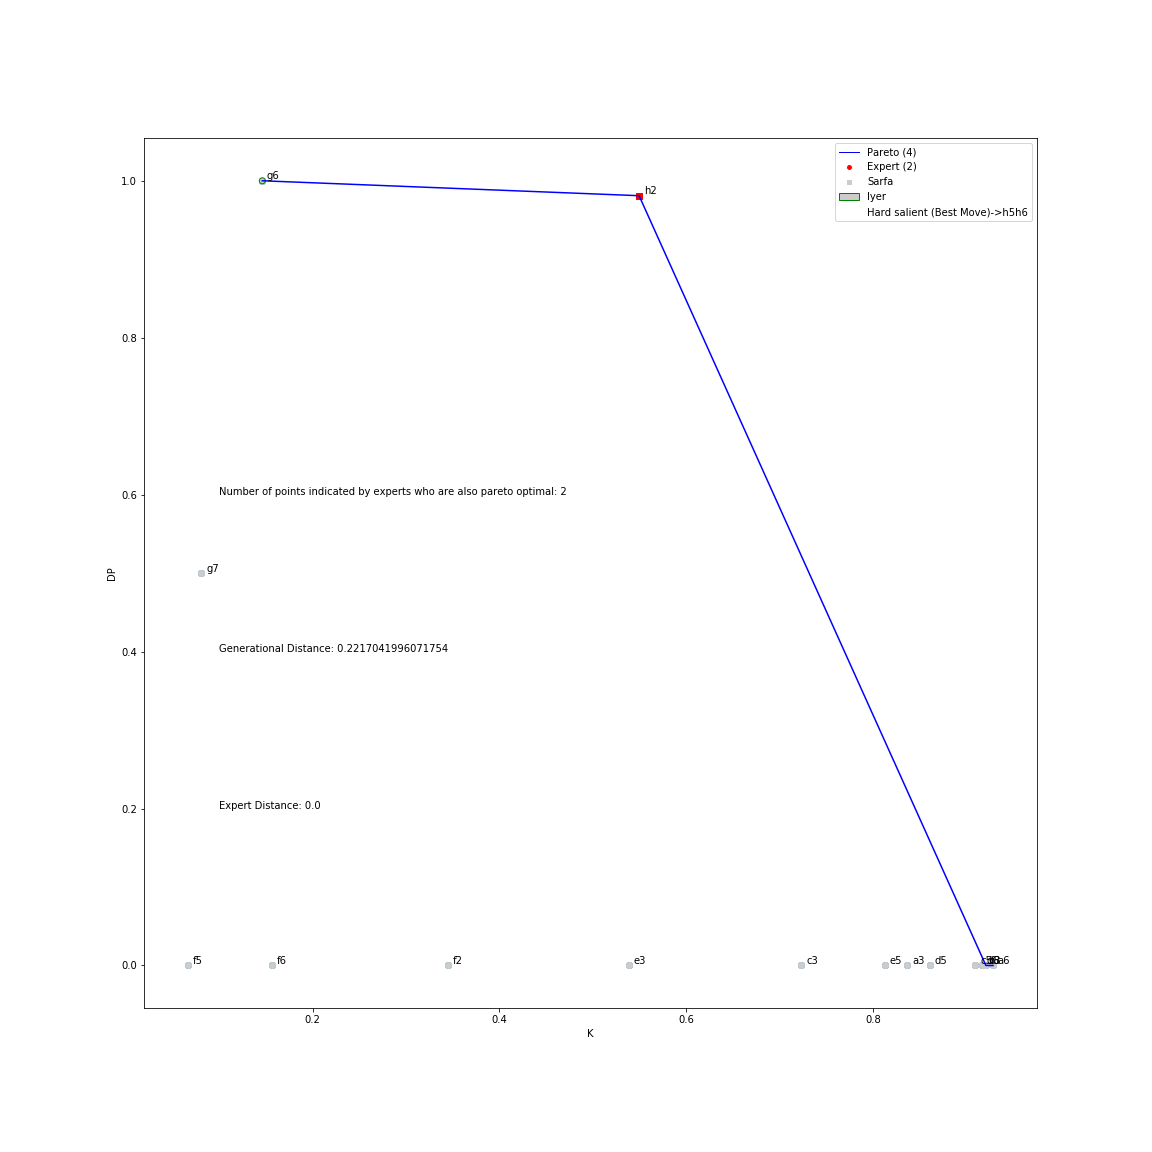 Pareto (4)
Expert (2)
Sarfa
Iyer
Hard salient (Best Move)->h5h6
g6
h2
1.0
0.8
Number of points indicated by experts who are also pareto optimal: 2
0.6
DP
g7
Generational Distance: 0.2217041996071754
0.4
Expert Distance: 0.0
0.2
0.0
f5
f6
f2
e3
c3
e5
a3
d5
0.2
0.4
0.6
0.8
K